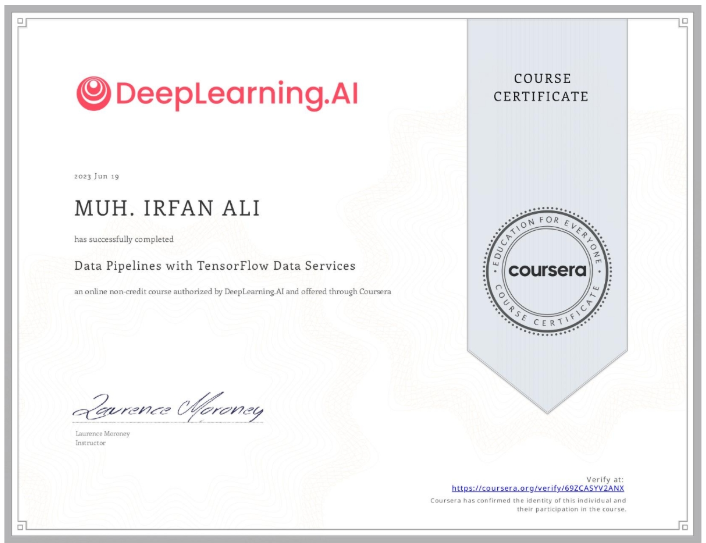 DeepLearning.AI
COURSE
CERTIFICATE
2023 Jun 19
MUH. IRFAN ALI
has successfully completed
Data Pipelines with TensorFlow Data Services
an online non-credit course authorized by DeepLearning.AI and offered through Coursera
EDUCATION FOR EVERYONE
coursera
COURSE CERTIFICATE
Laurence Moroney
Laurence Moroney
Instructor
Verify at:
https://coursera.org/verify/69ZCASYV2ANX
Coursera has confirmed the identity of this individual and
their participation in the course.